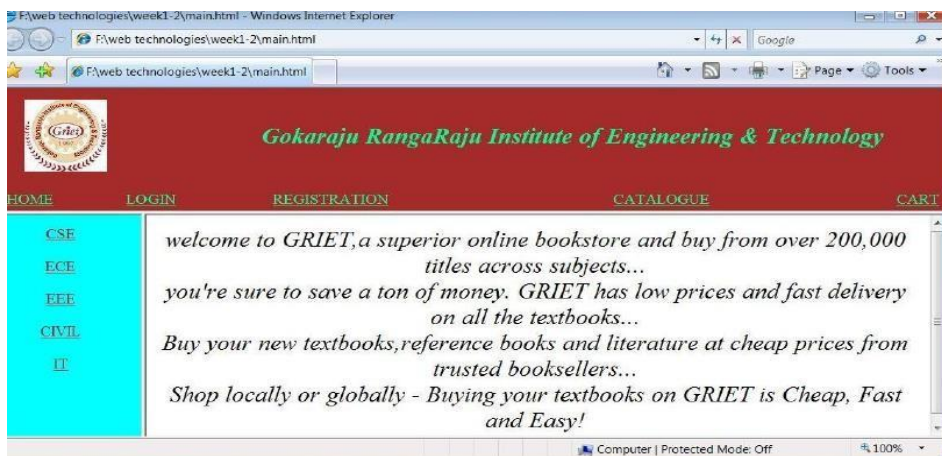 F:\web technologies\week1-2\main.html - Windows Internet Explorer
F:\web technologies\week1-2\main.html
Google
F:\web technologies\week1-2\main.html
Page
Tools
Griet
Gokaraju RangaRaju Institute of Engineering & Technology
HOME LOGIN REGISTRATION CATALOGUE CART
CSE
ECE
EEE
CIVIL
IT
welcome to GRIET,a superior online bookstore and buy from over 200,000
titles across subjects...
you're sure to save a ton of money. GRIET has low prices and fast delivery
on all the textbooks...
Buy your new textbooks,reference books and literature at cheap prices from
trusted booksellers...
Shop locally or globally - Buying your textbooks on GRIET is Cheap, Fast
and Easy!
Computer | Protected Mode: Off
100%